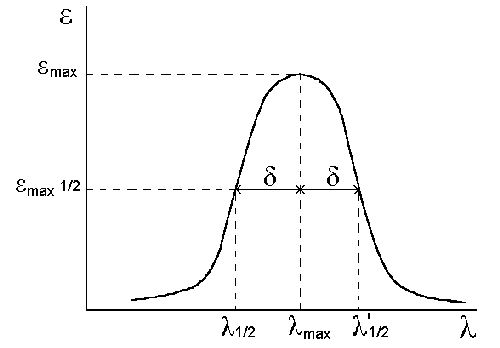 ε
εmax
εmax 1/2
δ δ
λ1/2 λmax λ'1/2 λ